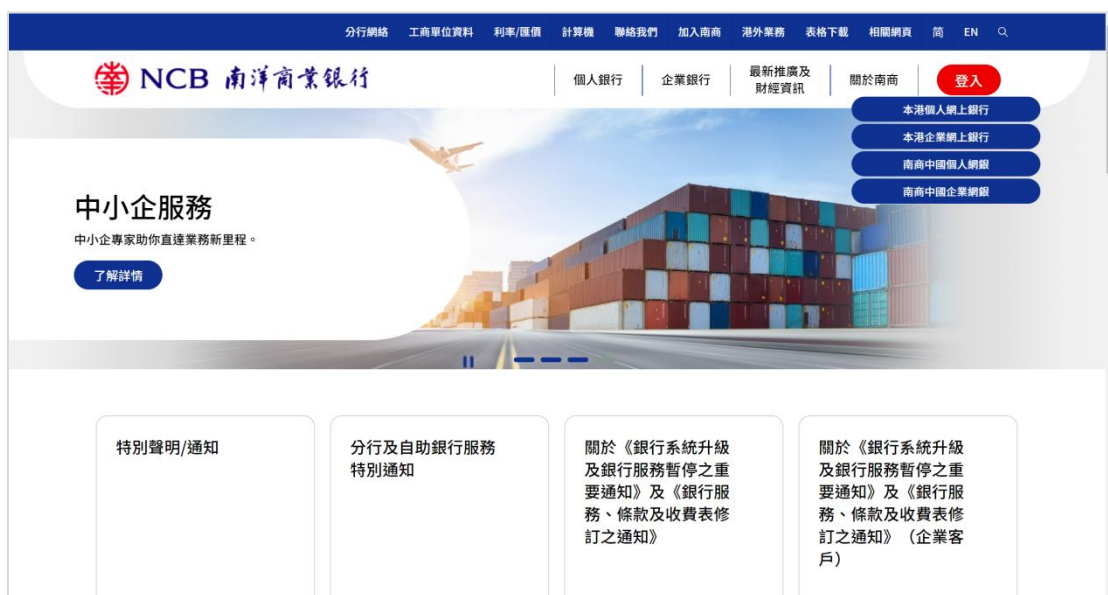 分行網絡 工商單位資料 利率/匯價 計算機 聯絡我們 加入南商 港外業務 表格下載 相關網頁 简 EN
NCB 南洋商業銀行
個人銀行 企業銀行 最新推廣及 關於南商 登入
財經資訊
本港個人網上銀行
本港企業網上銀行
南商中國個人網銀
南商中國企業網銀
中小企服務
中小企專家助你直達業務新里程。
了解詳情
特別聲明/通知
分行及自助銀行服務
特別通知
關於《銀行系統升級
及銀行服務暫停之重
要通知》及《銀行服
務、條款及收費表修
訂之通知》
關於《銀行系統升級
及銀行服務暫停之重
要通知》及《銀行服
務、條款及收費表修
訂之通知》（企業客
戶）